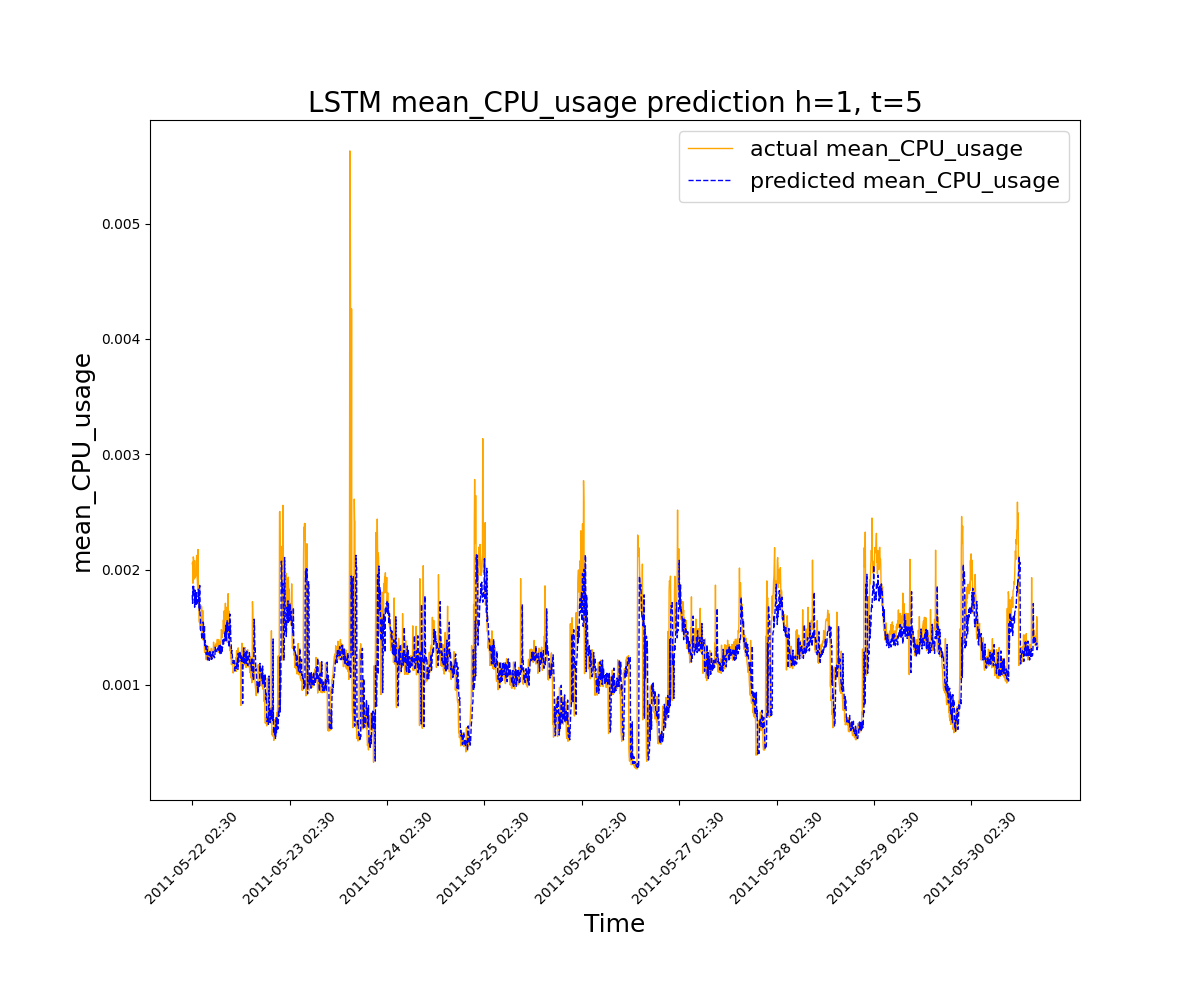 LSTM mean_CPU_usage prediction h=1, t=5
actual mean_CPU_usage
predicted mean_CPU_usage
mean_CPU_usage
0.005
0.004
0.003
0.002
0.001
2011-05-22 02:30
2011-05-23 02:30
2011-05-24 02:30
2011-05-25 02:30
2011-05-26 02:30
2011-05-27 02:30
2011-05-28 02:30
2011-05-29 02:30
2011-05-30 02:30
Time